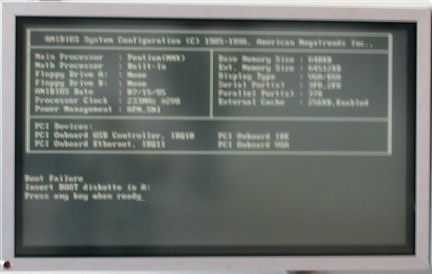 AMIBIOS System Configuration (C) 1985-1996, American Megatrends Inc.,
Main Processor : Pentium(MMX)
Math Processor : Built-In
Floppy Drive A: : None
Floppy Drive B: : None
AMIBIOS Date : 07/15/95
Processor Clock : 233MHz
Power Management : APM,SMI
Base Memory Size : 640KB
Ext. Memory Size : 64512KB
Display Type : VGA/EGA
Serial Port(s) : 3F8,2F8
Parallel Port(s) : 378
External Cache : 256KB,Enabled
PCI Devices:
PCI Onboard USB Controller, IRQ10
PCI Onboard IDE
PCI Onboard Ethernet, IRQ11
PCI Onboard VGA
Boot Failure
Insert BOOT diskette in A:
Press any key when ready_